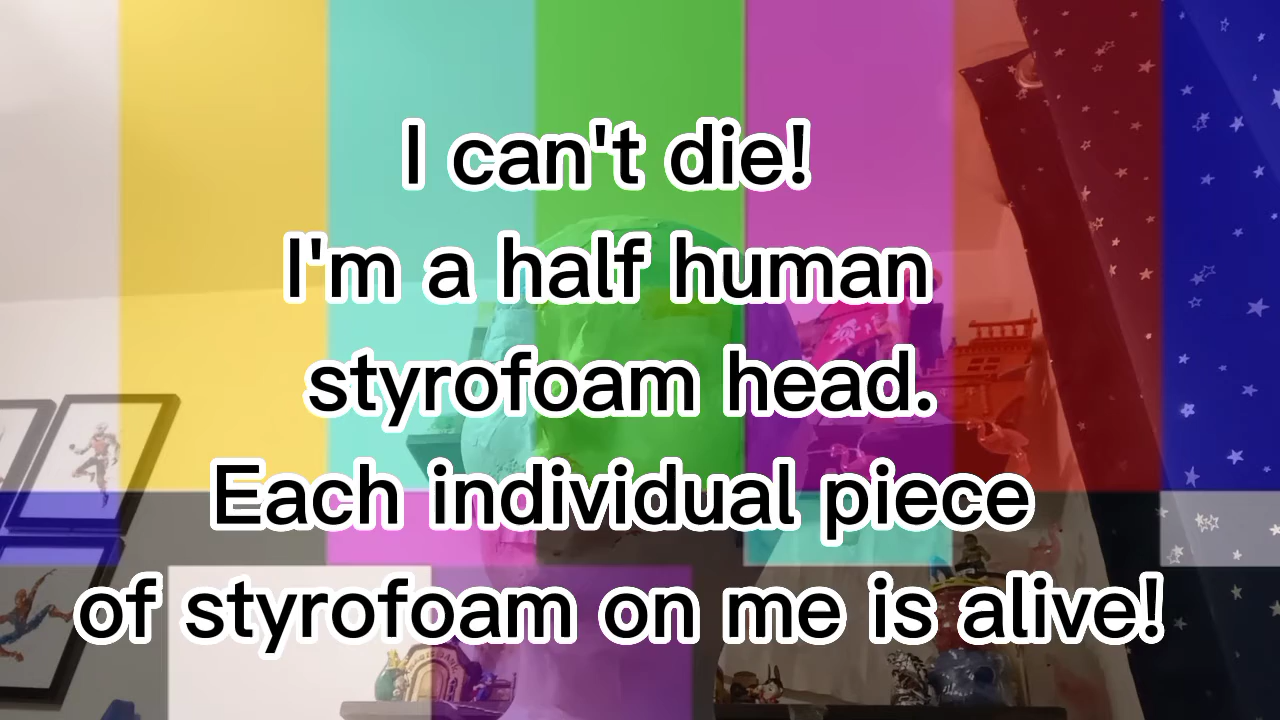 I can't die!
I'm a half human
styrofoam head.
Each individual piece
of styrofoam on me is alive!